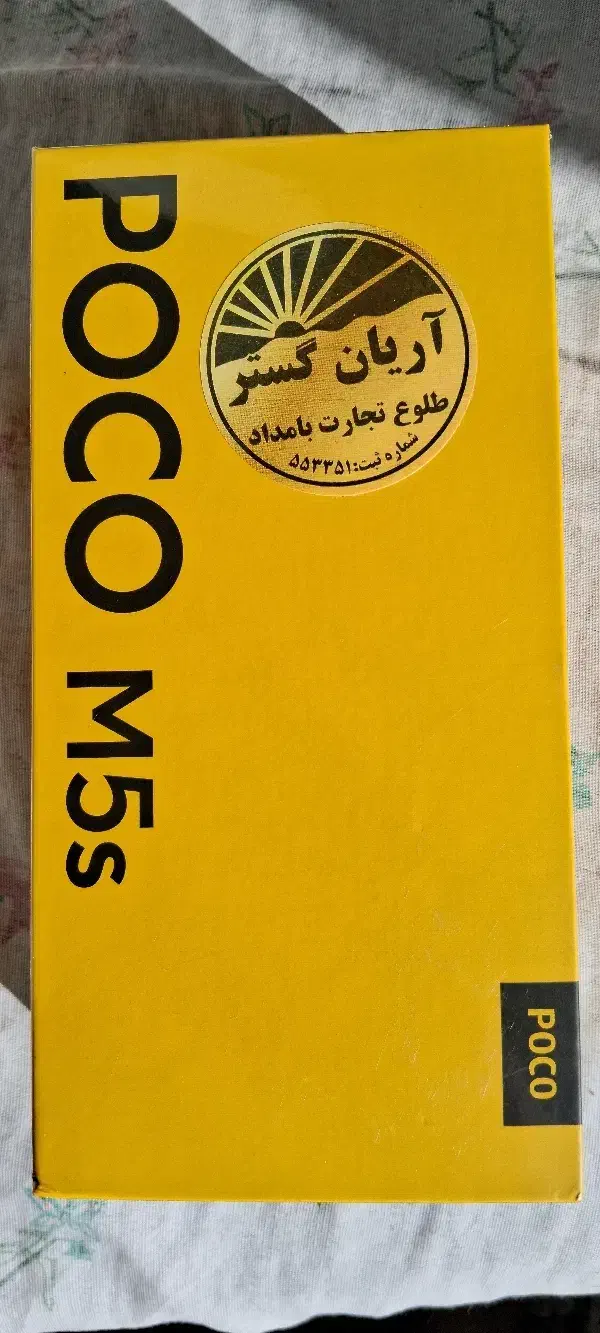 POCO M5s
آریان گستر
طلوع تجارت بامداد
شماره ثبت:۵۵۳۳۵۱
POCO